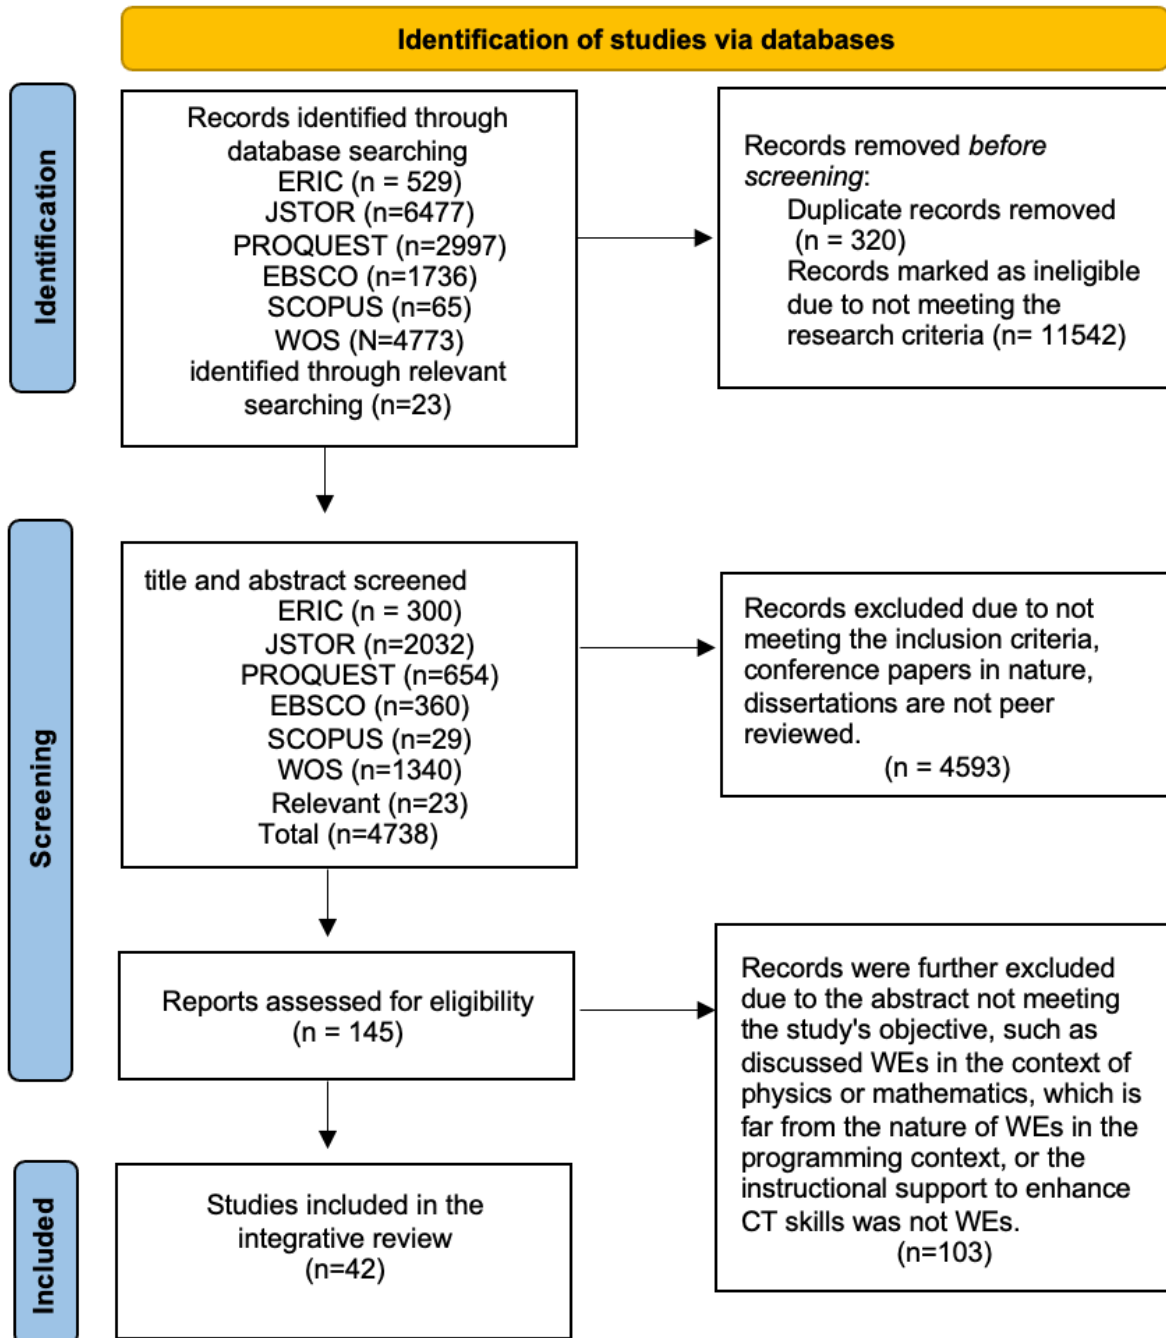 Identification of studies via databases
Identification
Records identified through
database searching
ERIC (n = 529)
JSTOR (n=6477)
PROQUEST (n=2997)
EBSCO (n=1736)
SCOPUS (n=65)
WOS (N=4773)
identified through relevant
searching (n=23)
Records removed before
screening:
Duplicate records removed
(n = 320)
Records marked as ineligible
due to not meeting the
research criteria (n= 11542)
Screening
title and abstract screened
ERIC (n = 300)
JSTOR (n=2032)
PROQUEST (n=654)
EBSCO (n=360)
SCOPUS (n=29)
WOS (n=1340)
Relevant (n=23)
Total (n=4738)
Records excluded due to not
meeting the inclusion criteria,
conference papers in nature,
dissertations are not peer
reviewed.
(n = 4593)
Reports assessed for eligibility
(n = 145)
Records were further excluded
due to the abstract not meeting
the study's objective, such as
discussed WEs in the context of
physics or mathematics, which is
far from the nature of WEs in the
programming context, or the
instructional support to enhance
CT skills was not WEs.
(n=103)
Included
Studies included in the
integrative review
(n=42)